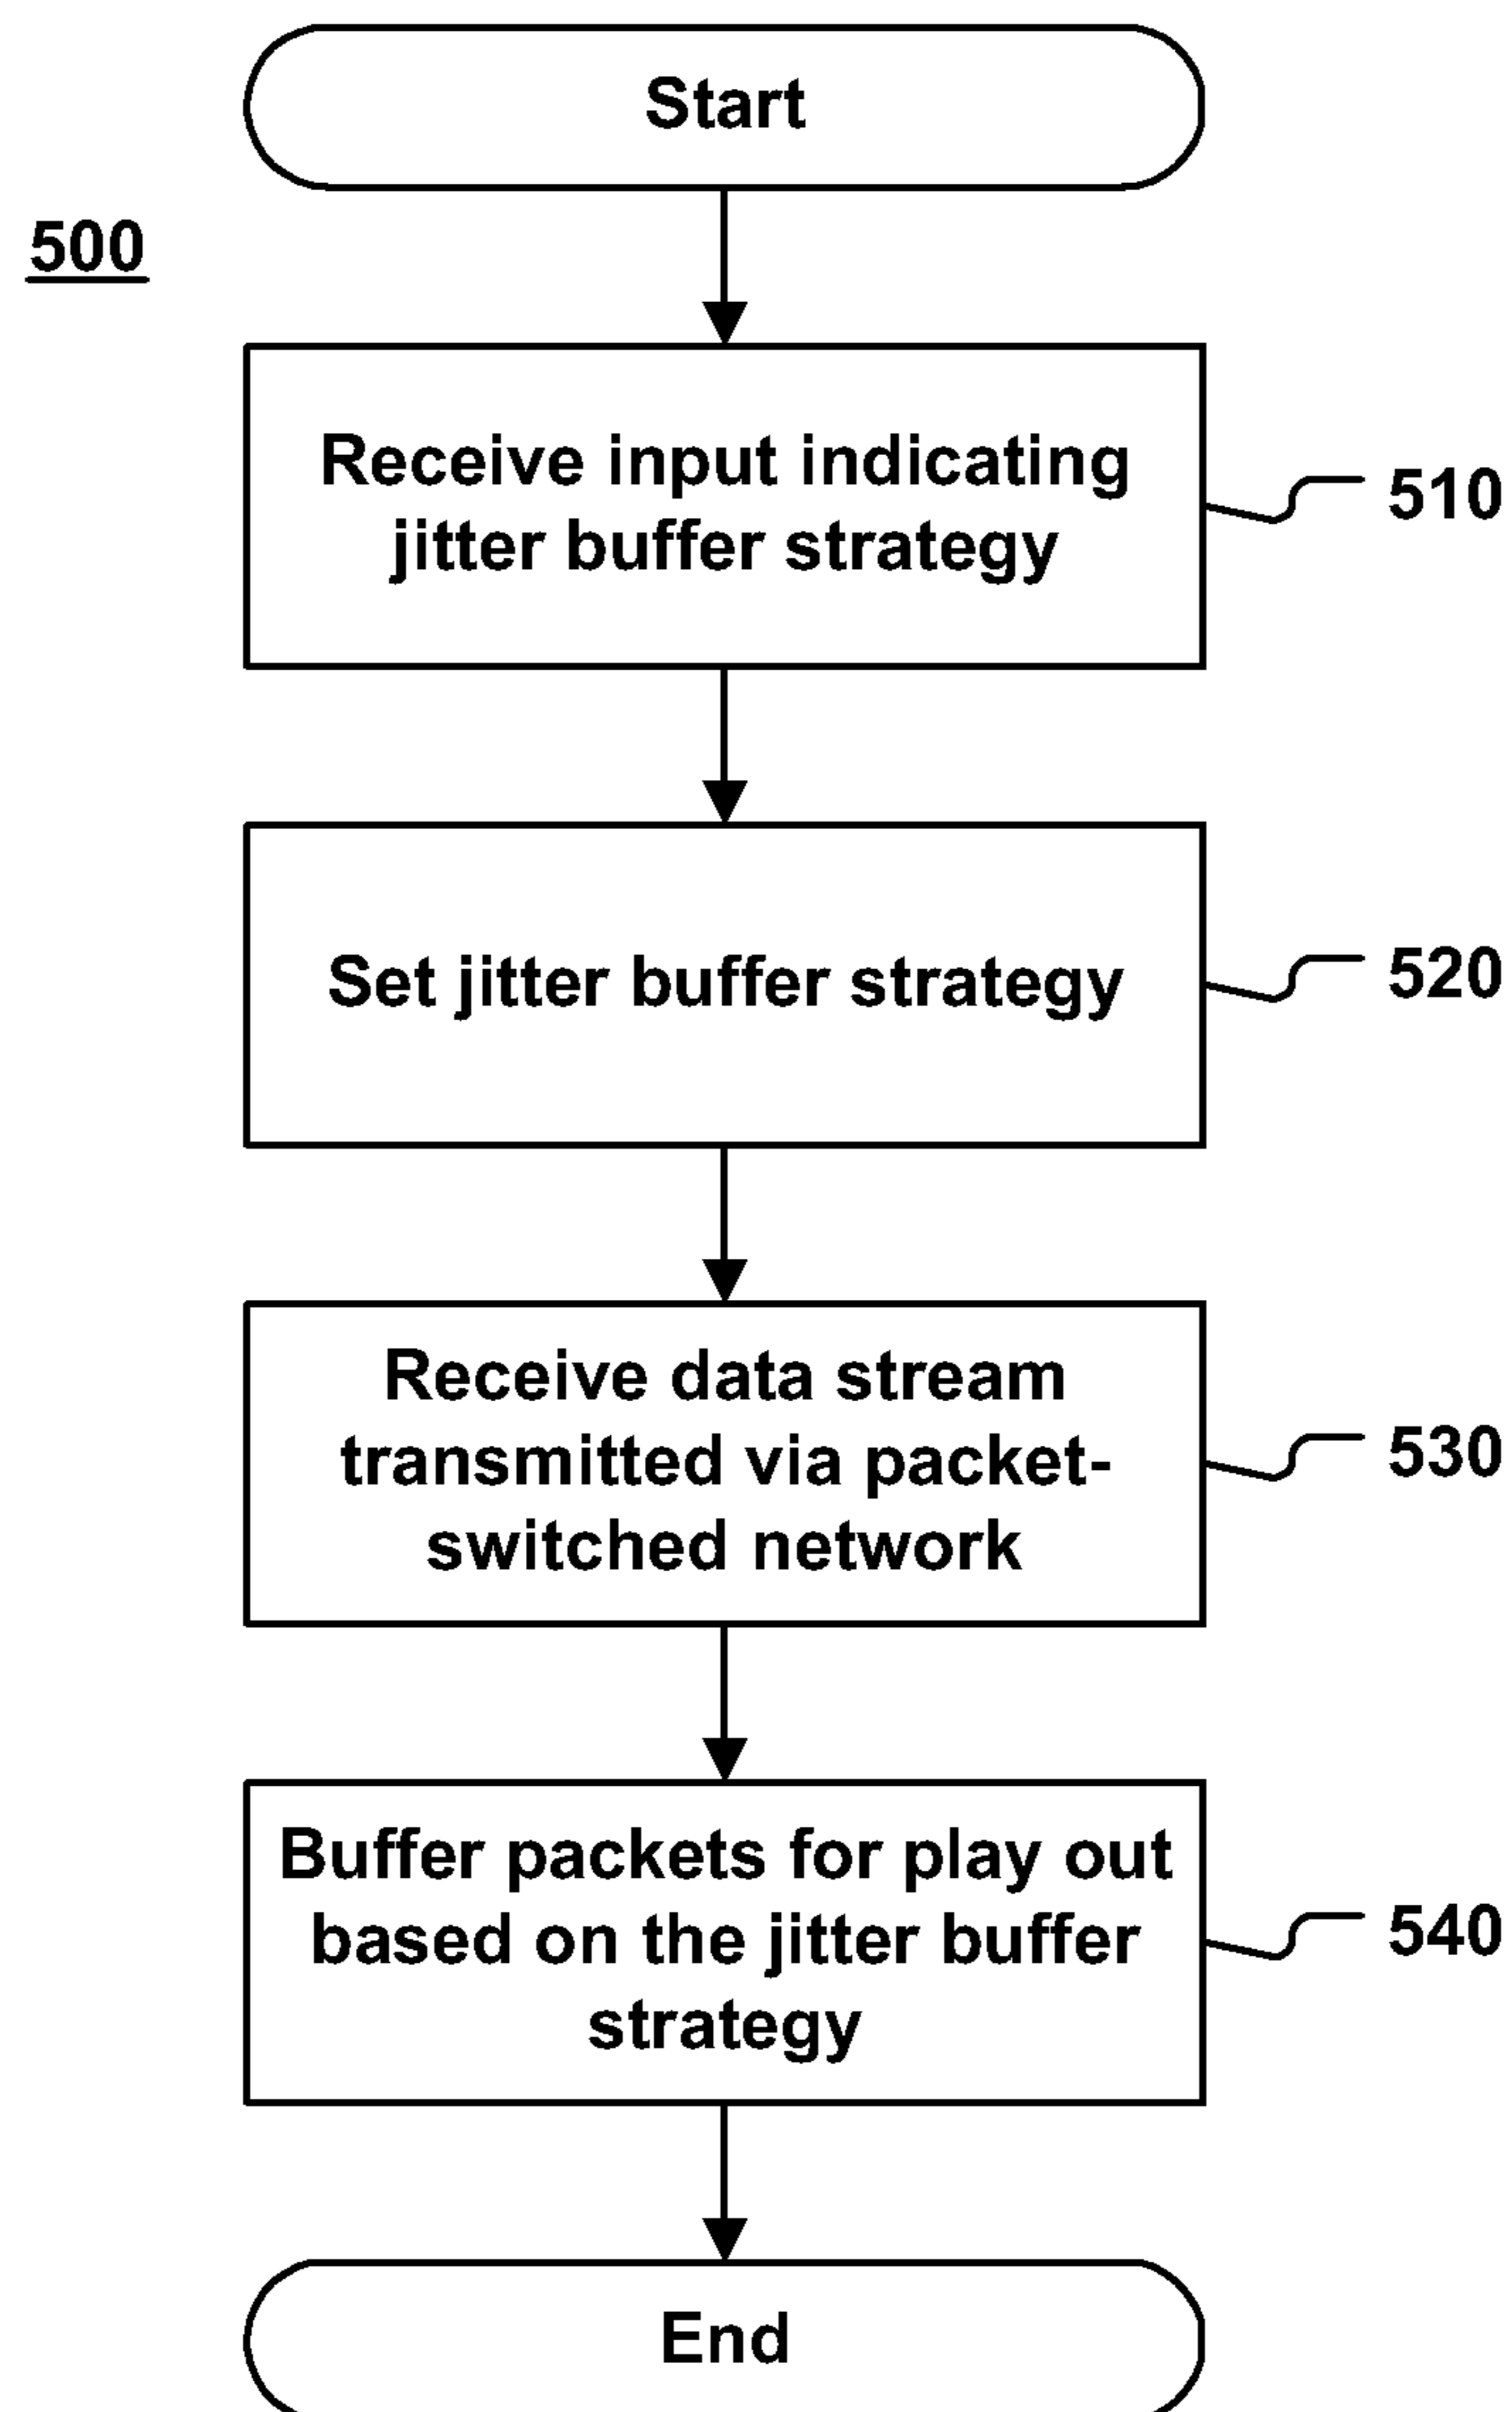 Start
500
Receive input indicating
jitter buffer strategy
510
Set jitter buffer strategy
520
Receive data stream
transmitted via packet-
switched network
530
Buffer packets for play out
based on the jitter buffer
strategy
540
End